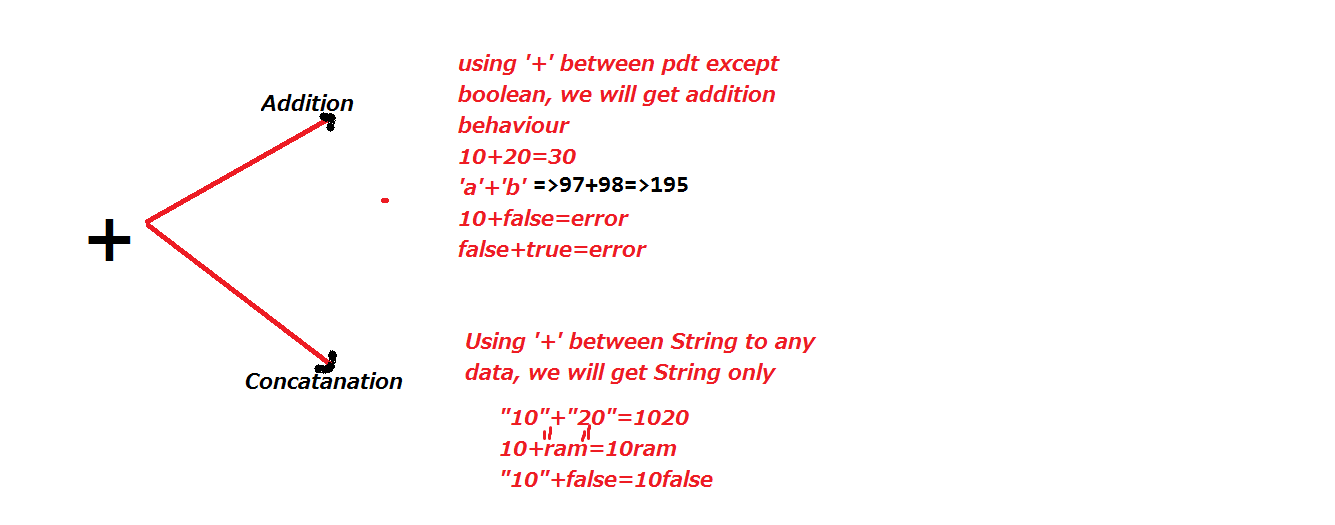 +
Addition
using '+' between pdt except
boolean, we will get addition
behaviour
10+20=30
'a'+'b' =>97+98=>195
10+false=error
false+true=error
Concatanation
Using '+' between String to any
data, we will get String only
"10"+"20"=1020
10+"ram"=10ram
"10"+false=10false